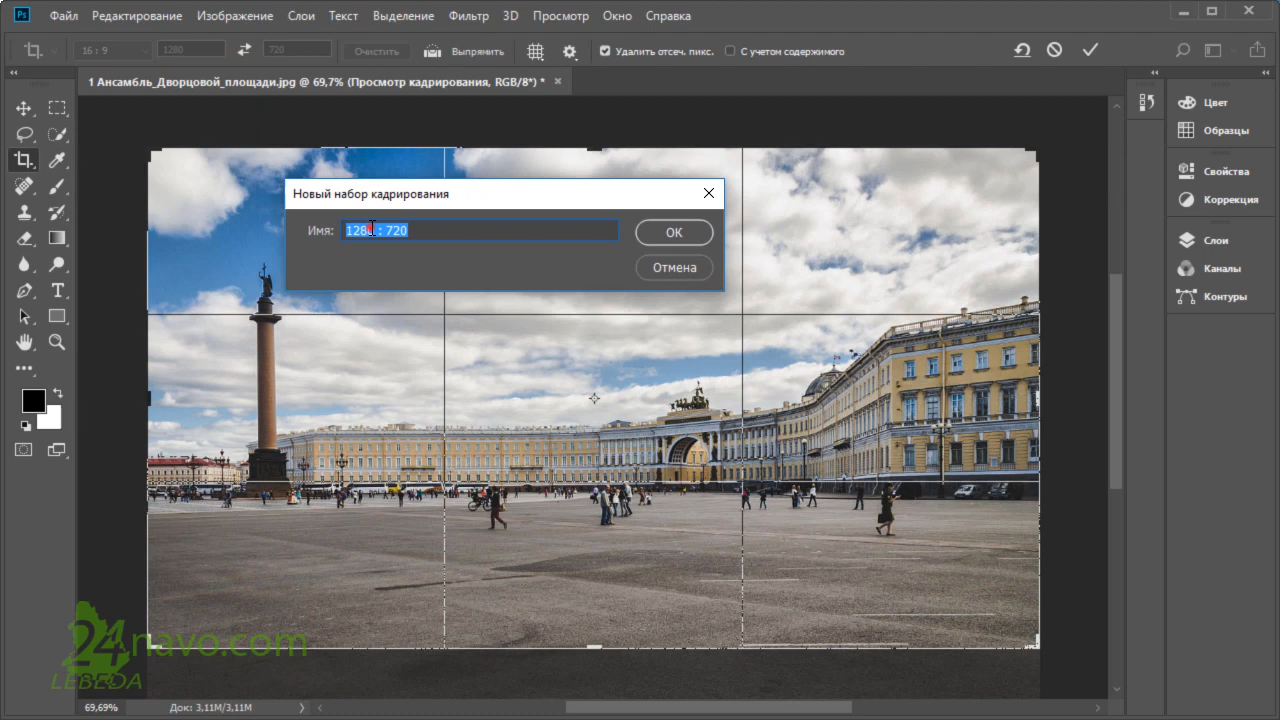 Ps Файл Редактирование Изображение Слои Текст Выделение Фильтр 3D Просмотр Окно Справка
16 : 9 1280 720 Очистить Выпрямить Удалить отсеч. пикс. С учетом содержимого
1 Ансамбль_Дворцовой_площади.jpg @ 69,7% (Просмотр кадрирования, RGB/8*) *
Цвет
Образцы
Свойства
Коррекция
Слои
Каналы
Контуры
Новый набор кадрирования
Имя: 1280 : 720
ОК
Отмена
24navo.com
LEBEDA
69,69% Док: 3,11M/3,11M